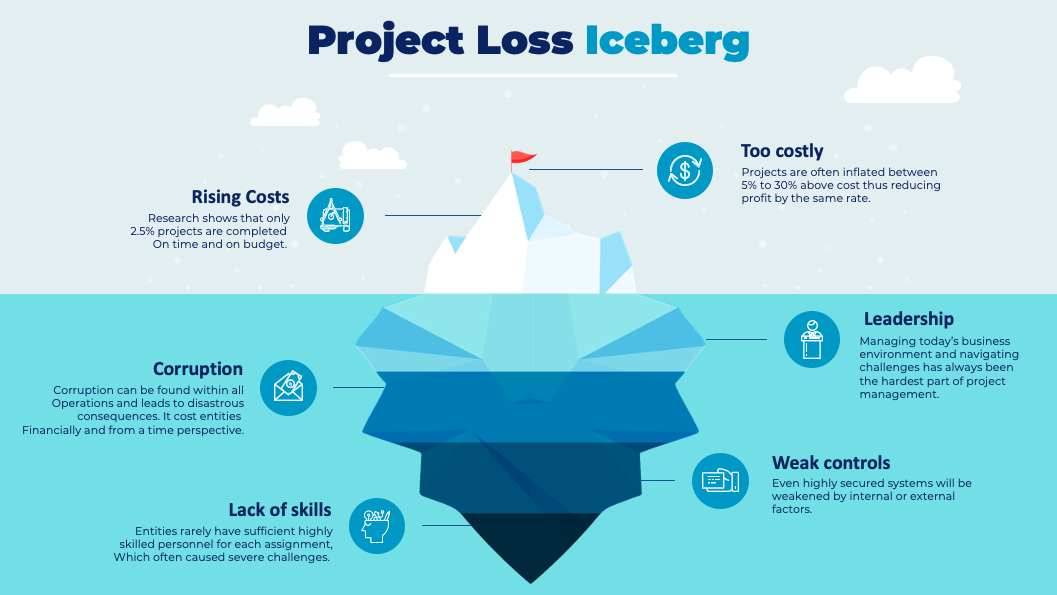 Project Loss Iceberg
Too costly
Projects are often inflated between
5% to 30% above cost thus reducing
profit by the same rate.
Rising Costs
Research shows that only
2.5% projects are completed
On time and on budget.
Leadership
Managing today's business
environment and navigating
challenges has always been
the hardest part of project
management.
Corruption
Corruption can be found within all
Operations and leads to disastrous
consequences. It cost entities
Financially and from a time perspective.
Weak controls
Even highly secured systems will be
weakened by internal or external
factors.
Lack of skills
Entities rarely have sufficient highly
skilled personnel for each assignment,
Which often caused severe challenges.